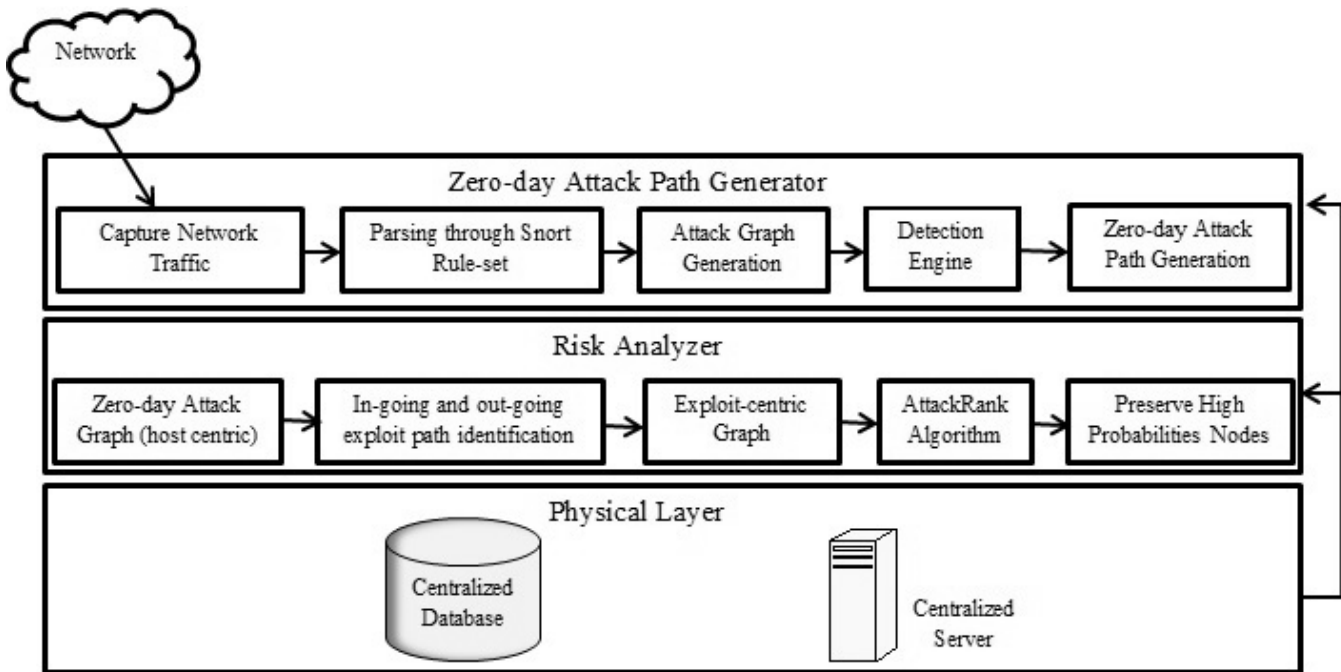 Network
Zero-day Attack Path Generator
Capture Network
Traffic
Parsing through Snort
Rule-set
Attack Graph
Generation
Detection
Engine
Zero-day Attack
Path Generation
Risk Analyzer
Zero-day Attack
Graph (host centric)
In-going and out-going
exploit path identification
Exploit-centric
Graph
AttackRank
Algorithm
Preserve High
Probabilities Nodes
Physical Layer
Centralized
Database
Centralized
Server